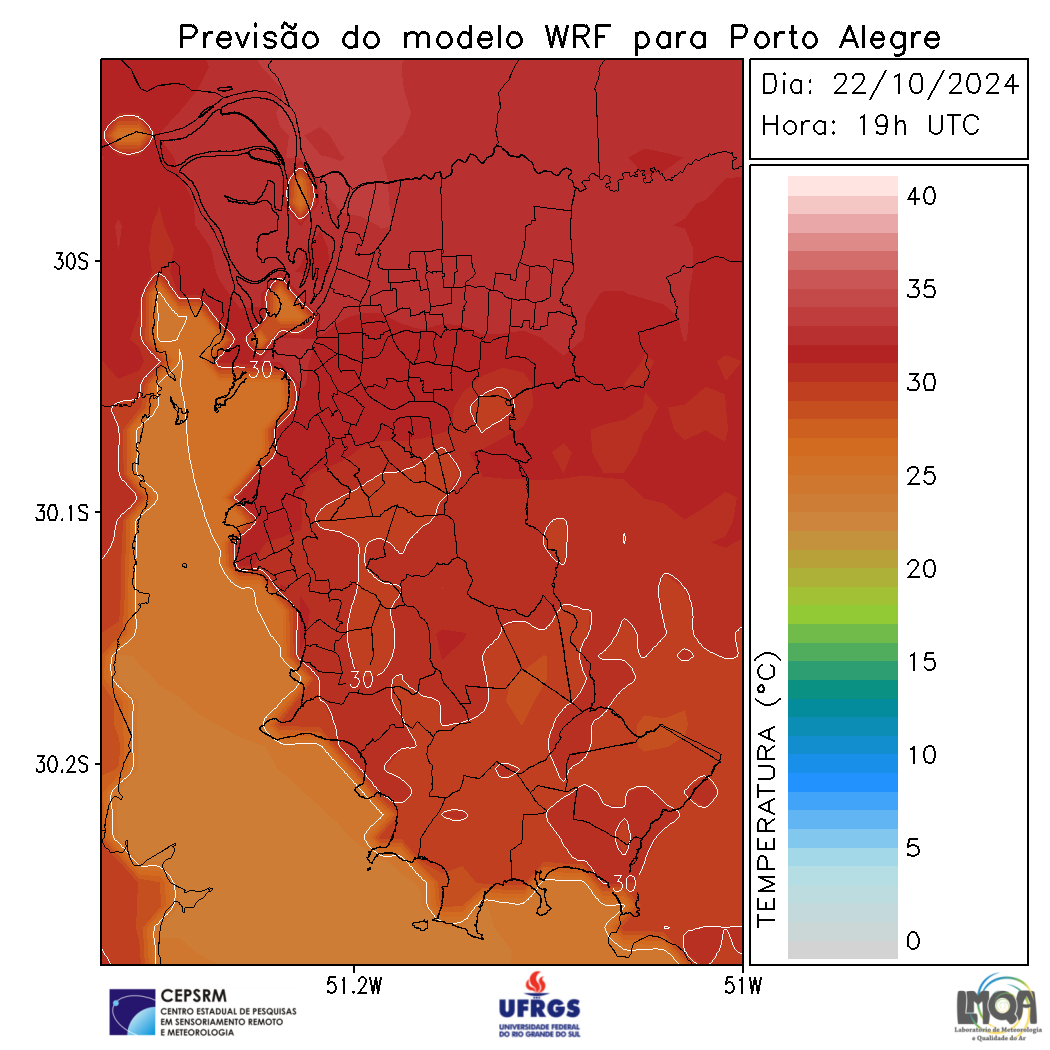 Previsão do modelo WRF para Porto Alegre
Dia: 22/10/2024
Hora: 19h UTC
40
35
30
25
20
15
10
5
0
TEMPERATURA (°C)
30S
30.1S
30.2S
30
30
30
51.2W
51W
CEPSRM
CENTRO ESTADUAL DE PESQUISAS
EM SENSORIAMENTO REMOTO
E METEOROLOGIA
UFRGS
UNIVERSIDADE FEDERAL
DO RIO GRANDE DO SUL
LMQA
Laboratório de Meteorologia
e Qualidade do Ar